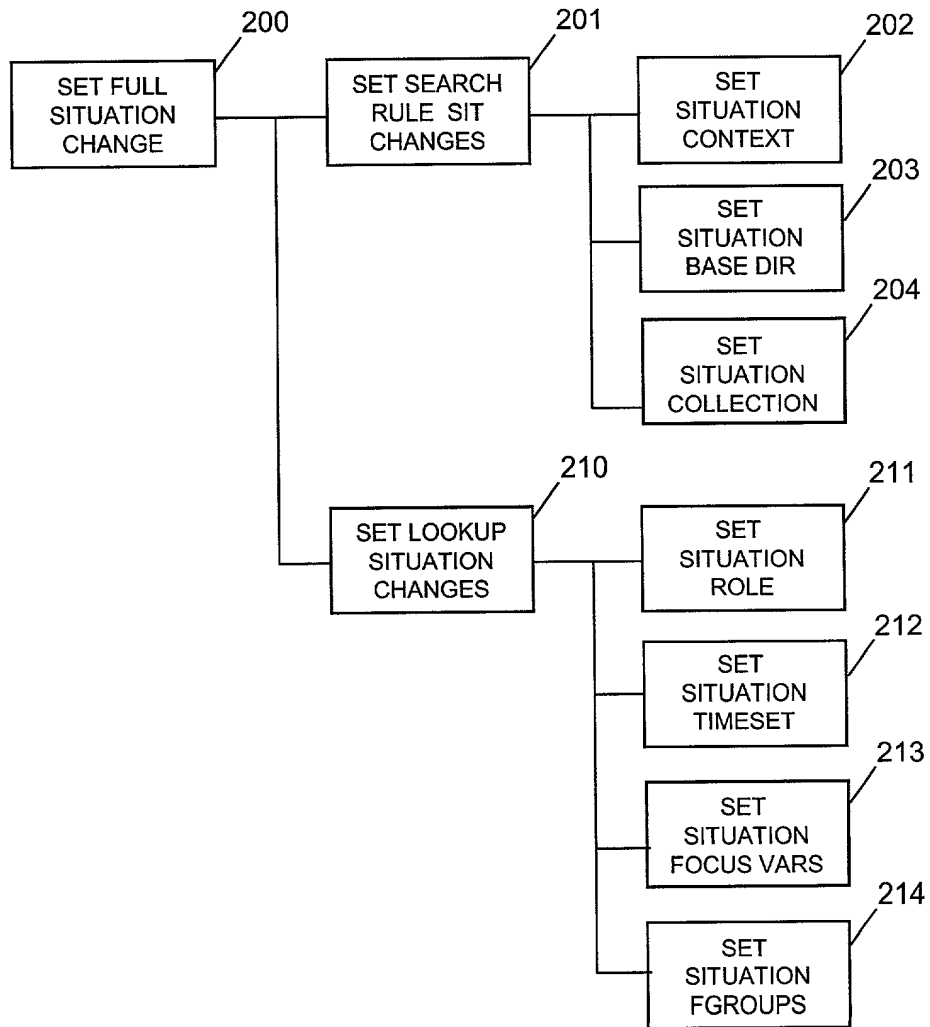 200
SET FULL
SITUATION
CHANGE
201
SET SEARCH
RULE SIT
CHANGES
202
SET
SITUATION
CONTEXT
203
SET
SITUATION
BASE DIR
204
SET
SITUATION
COLLECTION
210
SET LOOKUP
SITUATION
CHANGES
211
SET
SITUATION
ROLE
212
SET
SITUATION
TIMESET
213
SET
SITUATION
FOCUS VARS
214
SET
SITUATION
FGROUPS